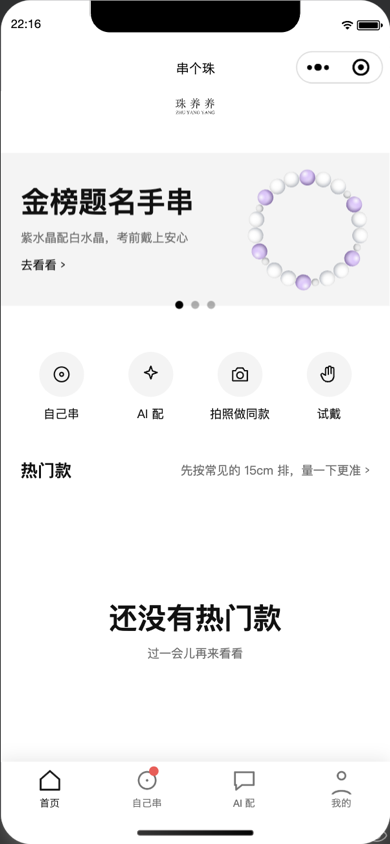 22:16
串个珠
珠养养
ZHU YANG YANG
金榜题名手串
紫水晶配白水晶，考前戴上安心
去看看 >
自己串
AI 配
拍照做同款
试戴
热门款
先按常见的 15cm 排，量一下更准 >
还没有热门款
过一会儿再来看看
首页
自己串
AI 配
我的